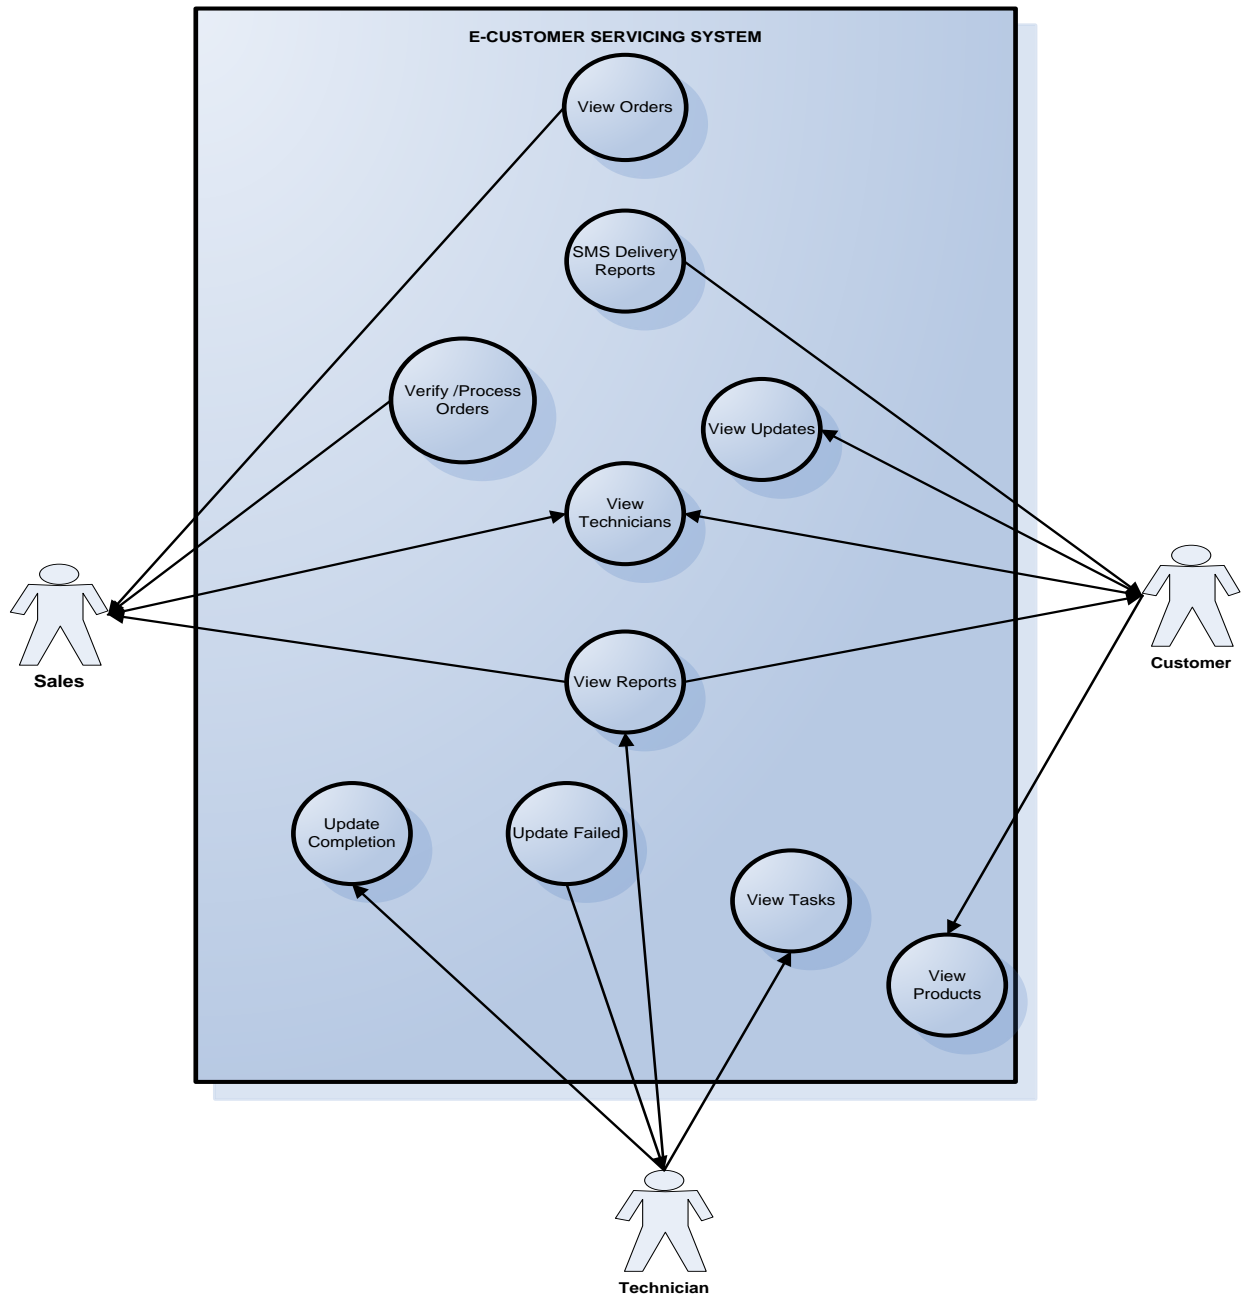 E-CUSTOMER SERVICING SYSTEM
View Orders
SMS Delivery
Reports
Verify /Process
Orders
View Updates
View
Technicians
Sales
Customer
View Reports
Update
Completion
Update Failed
View Tasks
View
Products
Technician